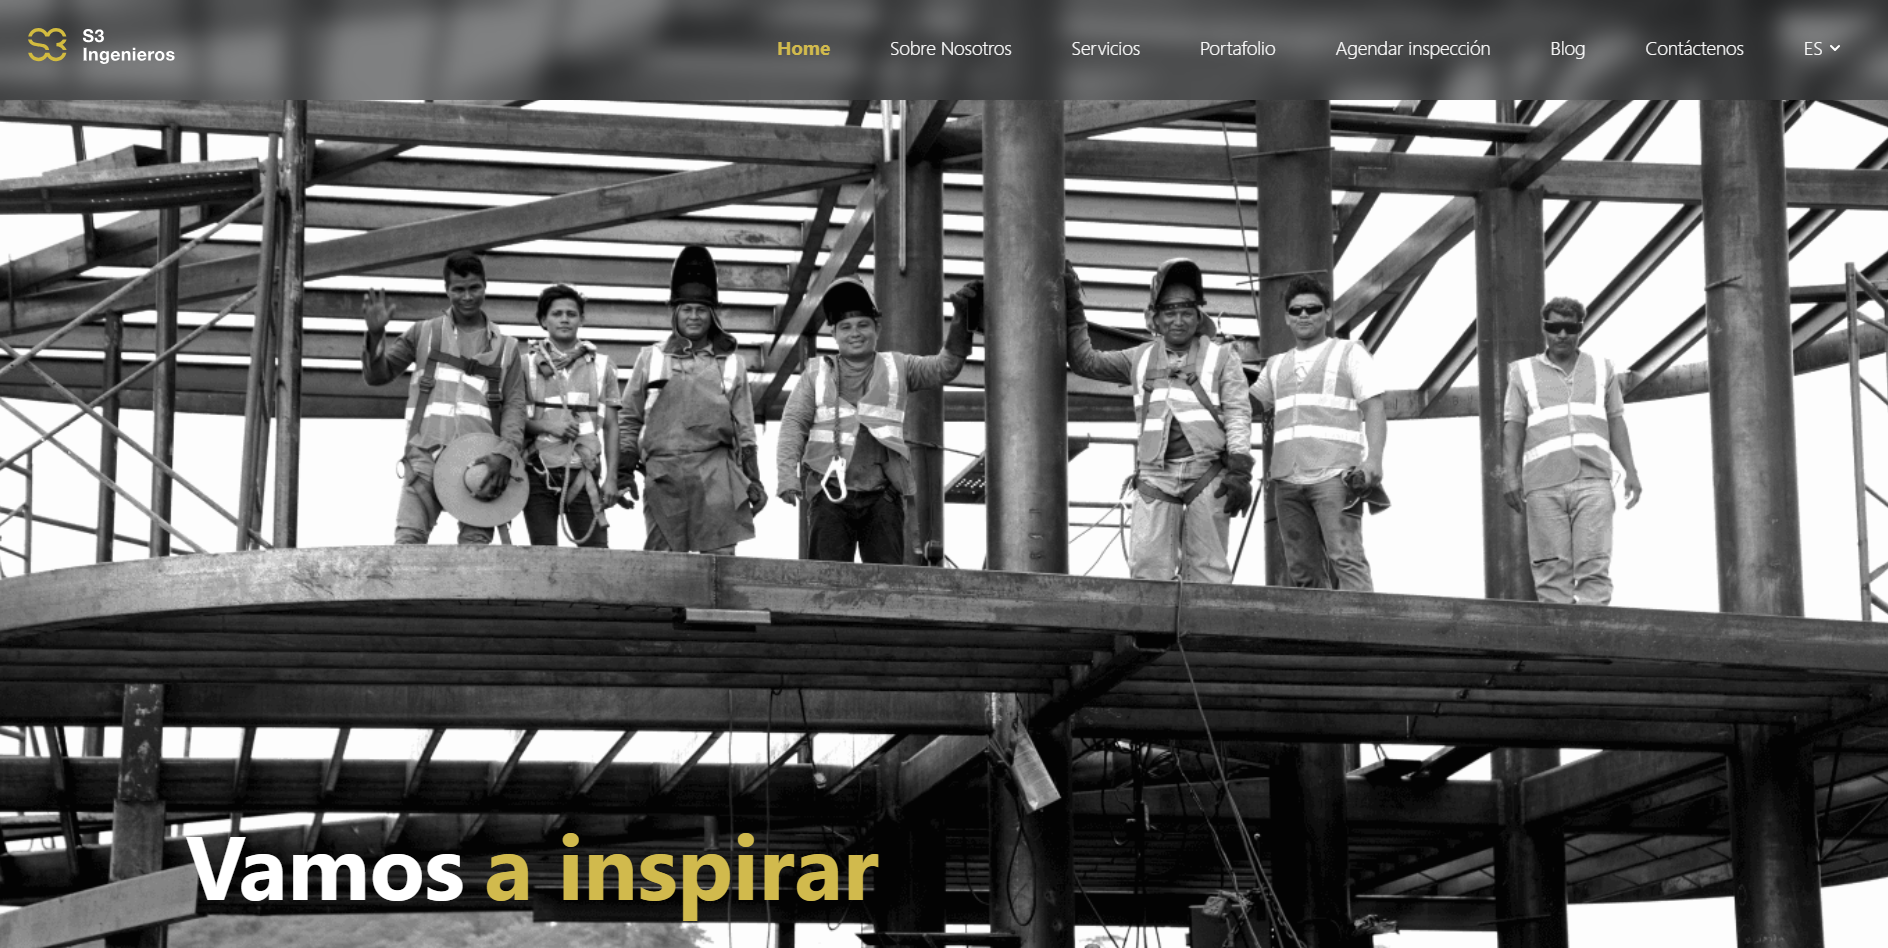 S3
Ingenieros
Home
Sobre Nosotros
Servicios
Portafolio
Agendar inspección
Blog
Contáctenos
ES
Vamos a inspirar